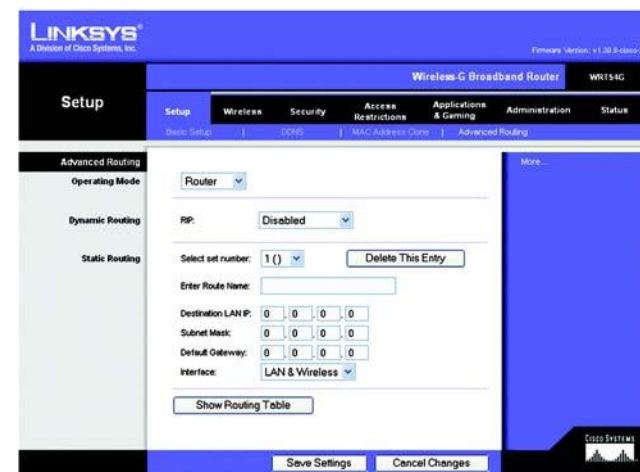 LINKSYS®
A Division of Cisco Systems, Inc.
Wireless-G Broadband Router WRT54G
Setup
Setup Wireless Security Access Restrictions Applications & Gaming Administration Status
Basic Setup | DDNS | MAC Address Clone | Advanced Routing
Advanced Routing
More...
Operating Mode Router
Dynamic Routing RIP: Disabled
Static Routing Select set number: 1 () Delete This Entry
Enter Route Name:
Destination LAN IP: 0 . 0 . 0 . 0
Subnet Mask: 0 . 0 . 0 . 0
Default Gateway: 0 . 0 . 0 . 0
Interface: LAN & Wireless
Show Routing Table
Save Settings Cancel Changes
CISCO SYSTEMS